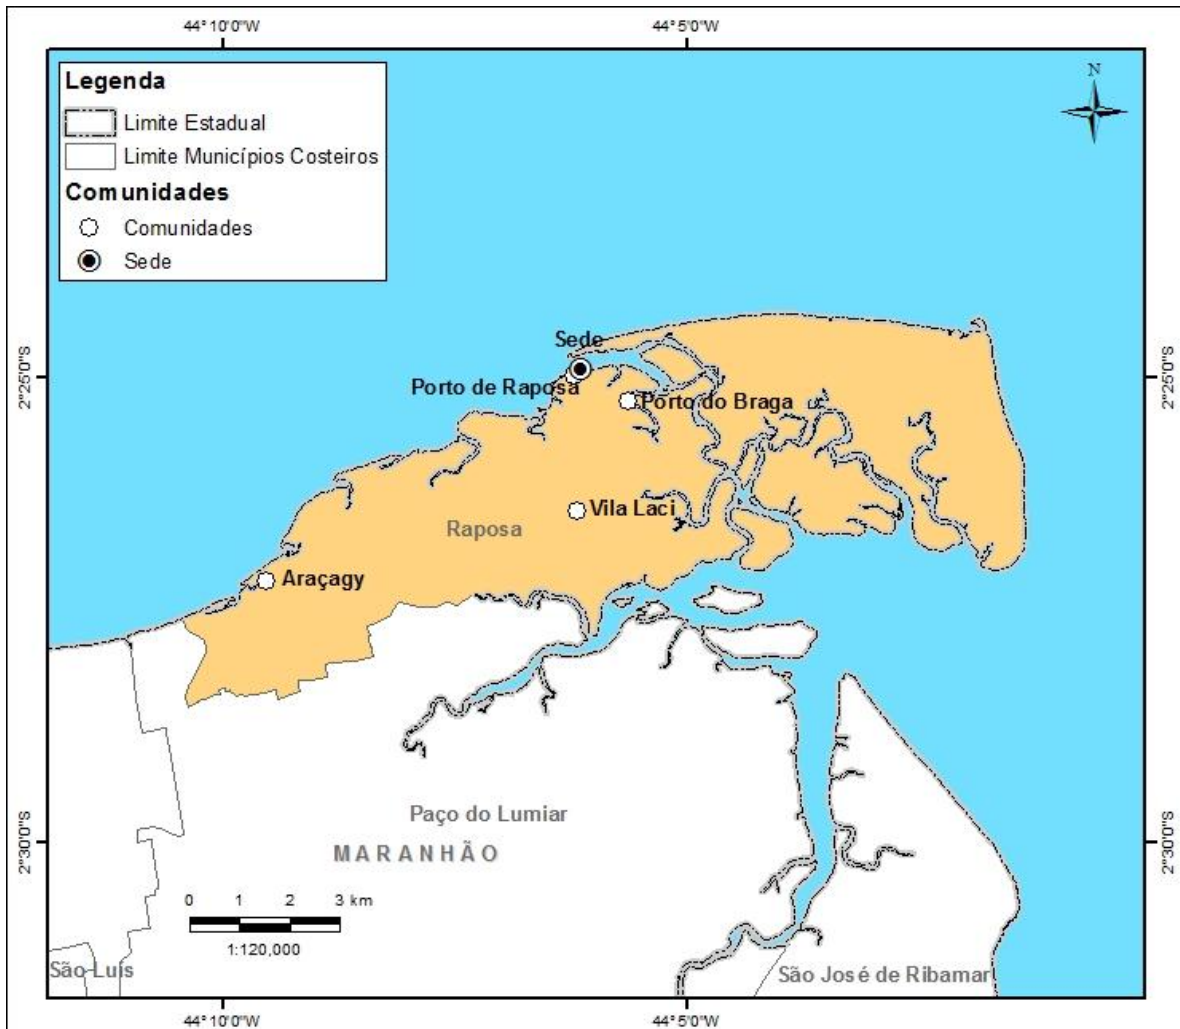 44°10'0"W 44°5'0"W
N
Legenda
Limite Estadual
Limite Municípios Costeiros
Comunidades
Comunidades
Sede
2°25'0"S
2°25'0"S
Sede
Porto de Raposa
Porto do Braga
Vila Laci
Raposa
Araçagy
Paço do Lumiar
MARANHÃO
2°30'0"S
2°30'0"S
0 1 2 3 km
1:120,000
São Luís
São José de Ribamar
44°10'0"W 44°5'0"W